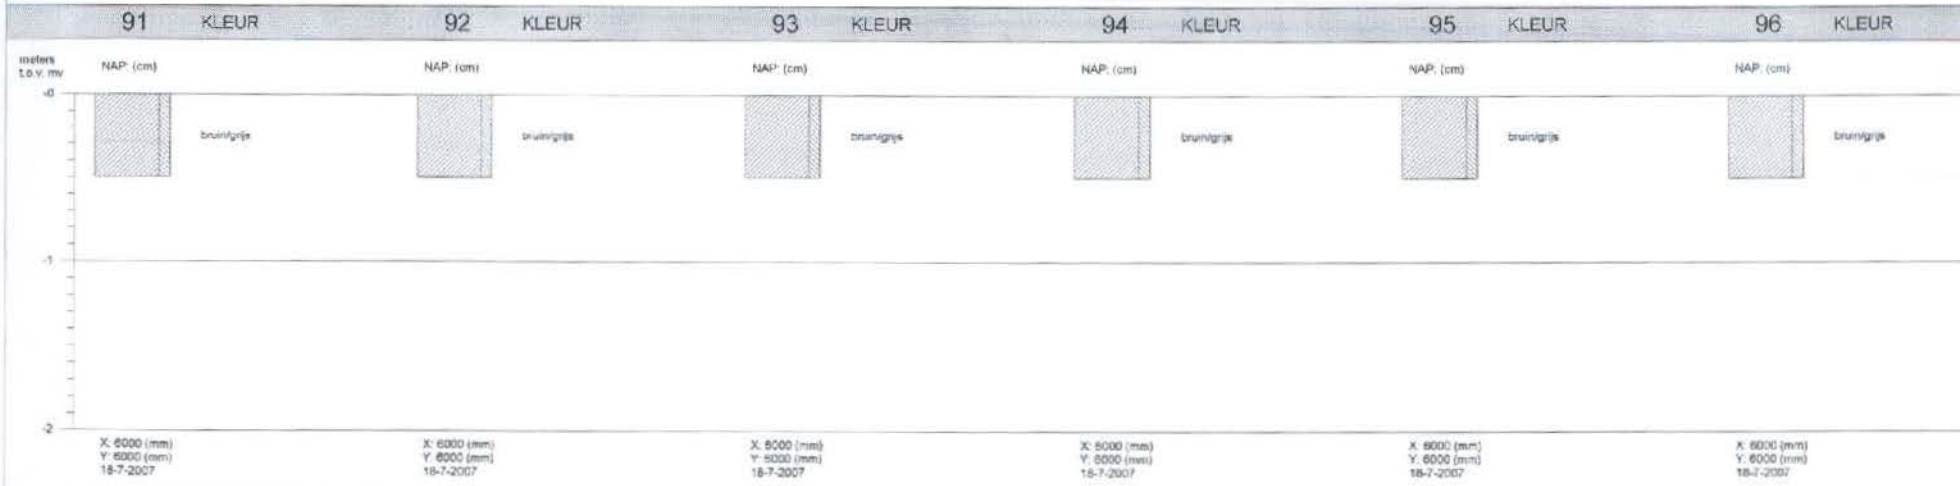 91 KLEUR 92 KLEUR 93 KLEUR 94 KLEUR 95 KLEUR 96 KLEUR
meters
t.o.v. mv
NAP: (cm) NAP: (cm) NAP: (cm) NAP: (cm) NAP: (cm) NAP: (cm)
-0
bruin/grijs bruin/grijs bruin/grijs bruin/grijs bruin/grijs bruin/grijs
-1
-2
X: 6000 (mm) X: 6000 (mm) X: 6000 (mm) X: 6000 (mm) X: 6000 (mm) X: 6000 (mm)
Y: 6000 (mm) Y: 6000 (mm) Y: 6000 (mm) Y: 6000 (mm) Y: 6000 (mm) Y: 6000 (mm)
18-7-2007 18-7-2007 18-7-2007 18-7-2007 18-7-2007 18-7-2007